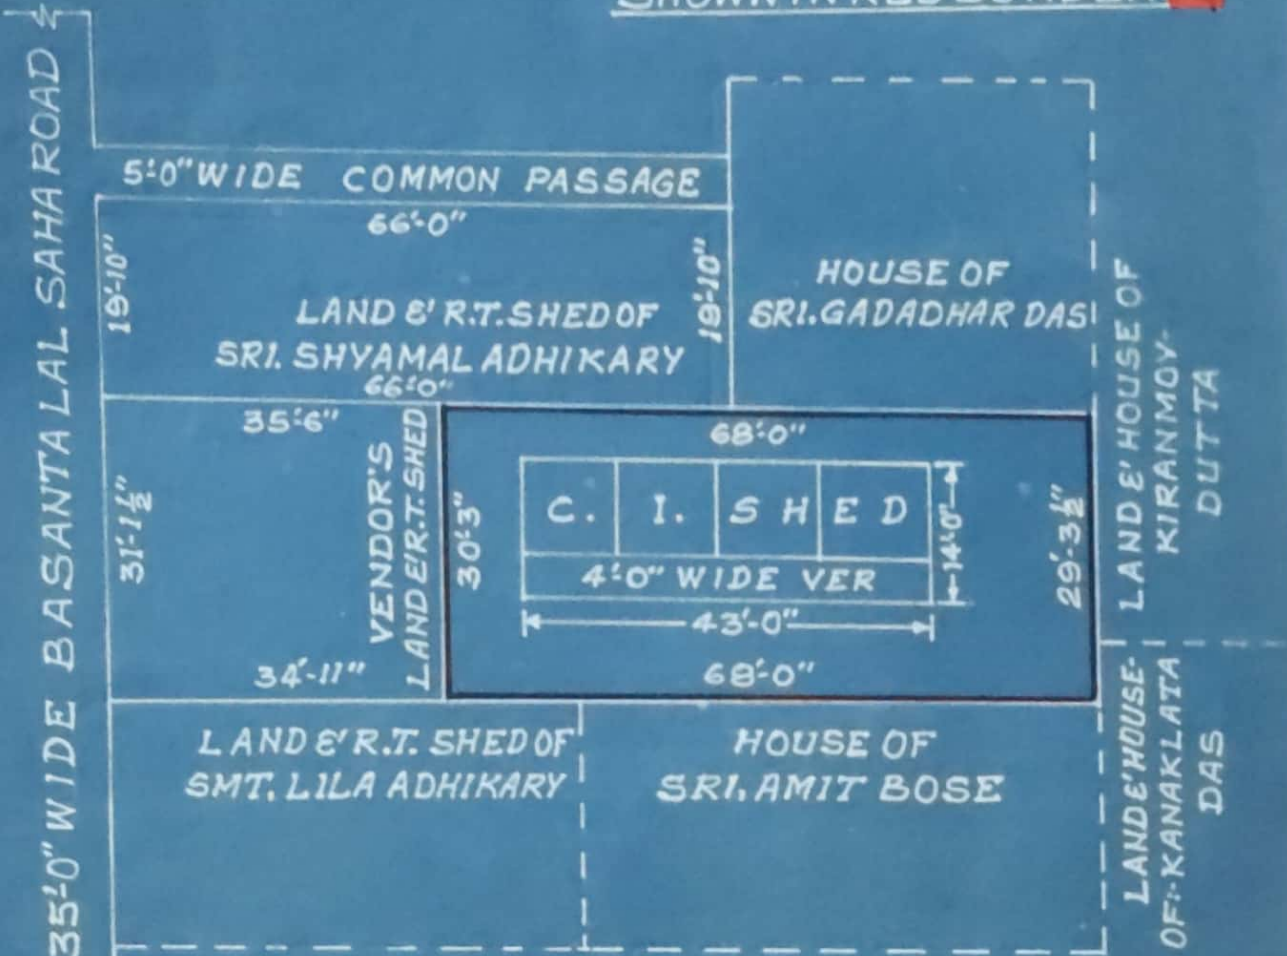 SHOWN IN RED BORDER
35'-0" WIDE BASANTA LAL SAHA ROAD
5'-0" WIDE COMMON PASSAGE
66'-0"
19'-10"
19'-10"
LAND &' R.T. SHED OF
SRI. SHYAMAL ADHIKARY
66'-0"
HOUSE OF
SRI. GADADHAR DAS
LAND &' HOUSE OF
KIRANMOY-
DUTTA
35'-6"
31'-1½"
34'-11"
VENDOR'S
LAND &' R.T. SHED
68'-0"
30'-3"
C. I. SHED
4'-0" WIDE VER
14'-0"
43'-0"
29'-3½"
68'-0"
LAND &' R.T. SHED OF
SMT. LILA ADHIKARY
HOUSE OF
SRI. AMIT BOSE
LAND &' HOUSE-
OF:- KANAKLATA
DAS